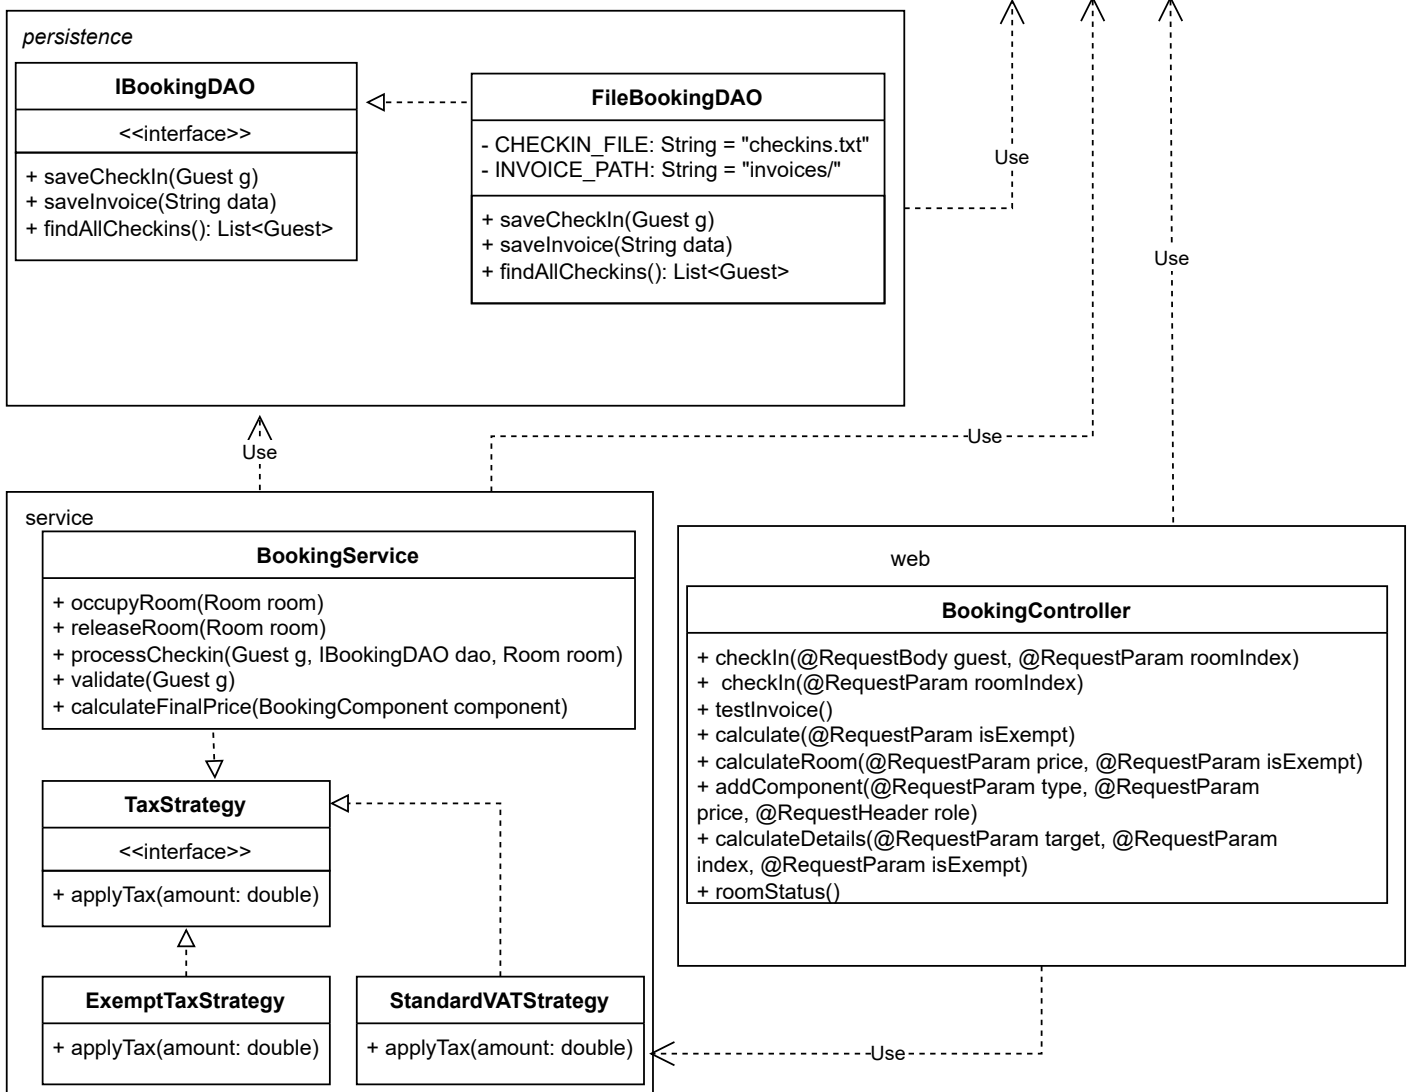 persistence
IBookingDAO
<<interface>>
+ saveCheckIn(Guest g)
+ saveInvoice(String data)
+ findAllCheckins(): List<Guest>
FileBookingDAO
- CHECKIN_FILE: String = "checkins.txt"
- INVOICE_PATH: String = "invoices/"
+ saveCheckIn(Guest g)
+ saveInvoice(String data)
+ findAllCheckins(): List<Guest>
Use
Use
Use
Use
service
BookingService
+ occupyRoom(Room room)
+ releaseRoom(Room room)
+ processCheckin(Guest g, IBookingDAO dao, Room room)
+ validate(Guest g)
+ calculateFinalPrice(BookingComponent component)
TaxStrategy
<<interface>>
+ applyTax(amount: double)
ExemptTaxStrategy
+ applyTax(amount: double)
StandardVATStrategy
+ applyTax(amount: double)
web
BookingController
+ checkIn(@RequestBody guest, @RequestParam roomIndex)
+  checkIn(@RequestParam roomIndex)
+ testInvoice()
+ calculate(@RequestParam isExempt)
+ calculateRoom(@RequestParam price, @RequestParam isExempt)
+ addComponent(@RequestParam type, @RequestParam
price, @RequestHeader role)
+ calculateDetails(@RequestParam target, @RequestParam
index, @RequestParam isExempt)
+ roomStatus()
Use